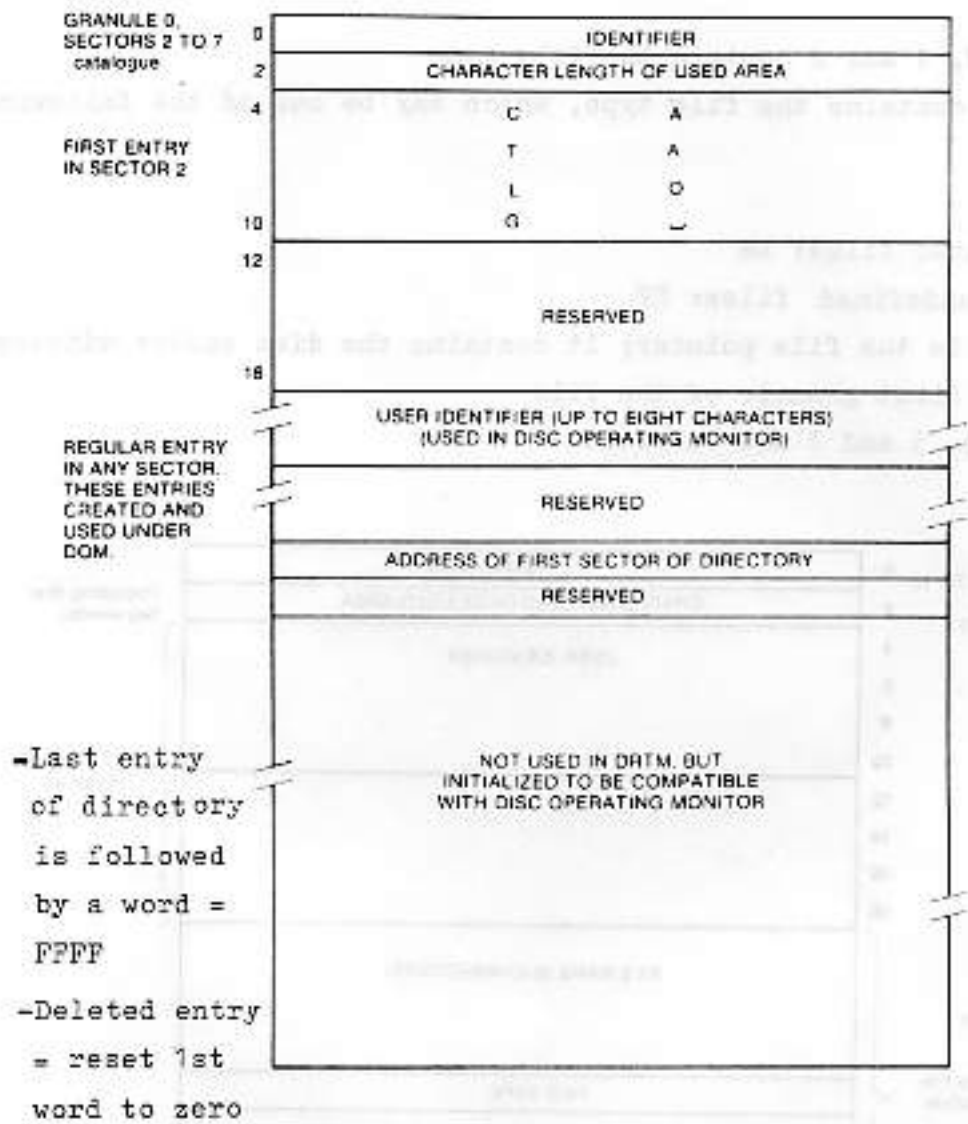 GRANULE 0,
SECTORS 2 TO 7
catalogue
0
IDENTIFIER
2
CHARACTER LENGTH OF USED AREA
4
C A
FIRST ENTRY
IN SECTOR 2
T A
L O
10
G ⎵
12
RESERVED
18
USER IDENTIFIER (UP TO EIGHT CHARACTERS)
(USED IN DISC OPERATING MONITOR)
REGULAR ENTRY
IN ANY SECTOR.
THESE ENTRIES
CREATED AND
USED UNDER
DOM.
RESERVED
ADDRESS OF FIRST SECTOR OF DIRECTORY
RESERVED
NOT USED IN DRTM, BUT
INITIALIZED TO BE COMPATIBLE
WITH DISC OPERATING MONITOR
-Last entry
of directory
is followed
by a word =
FFFF
-Deleted entry
= reset 1st
word to zero